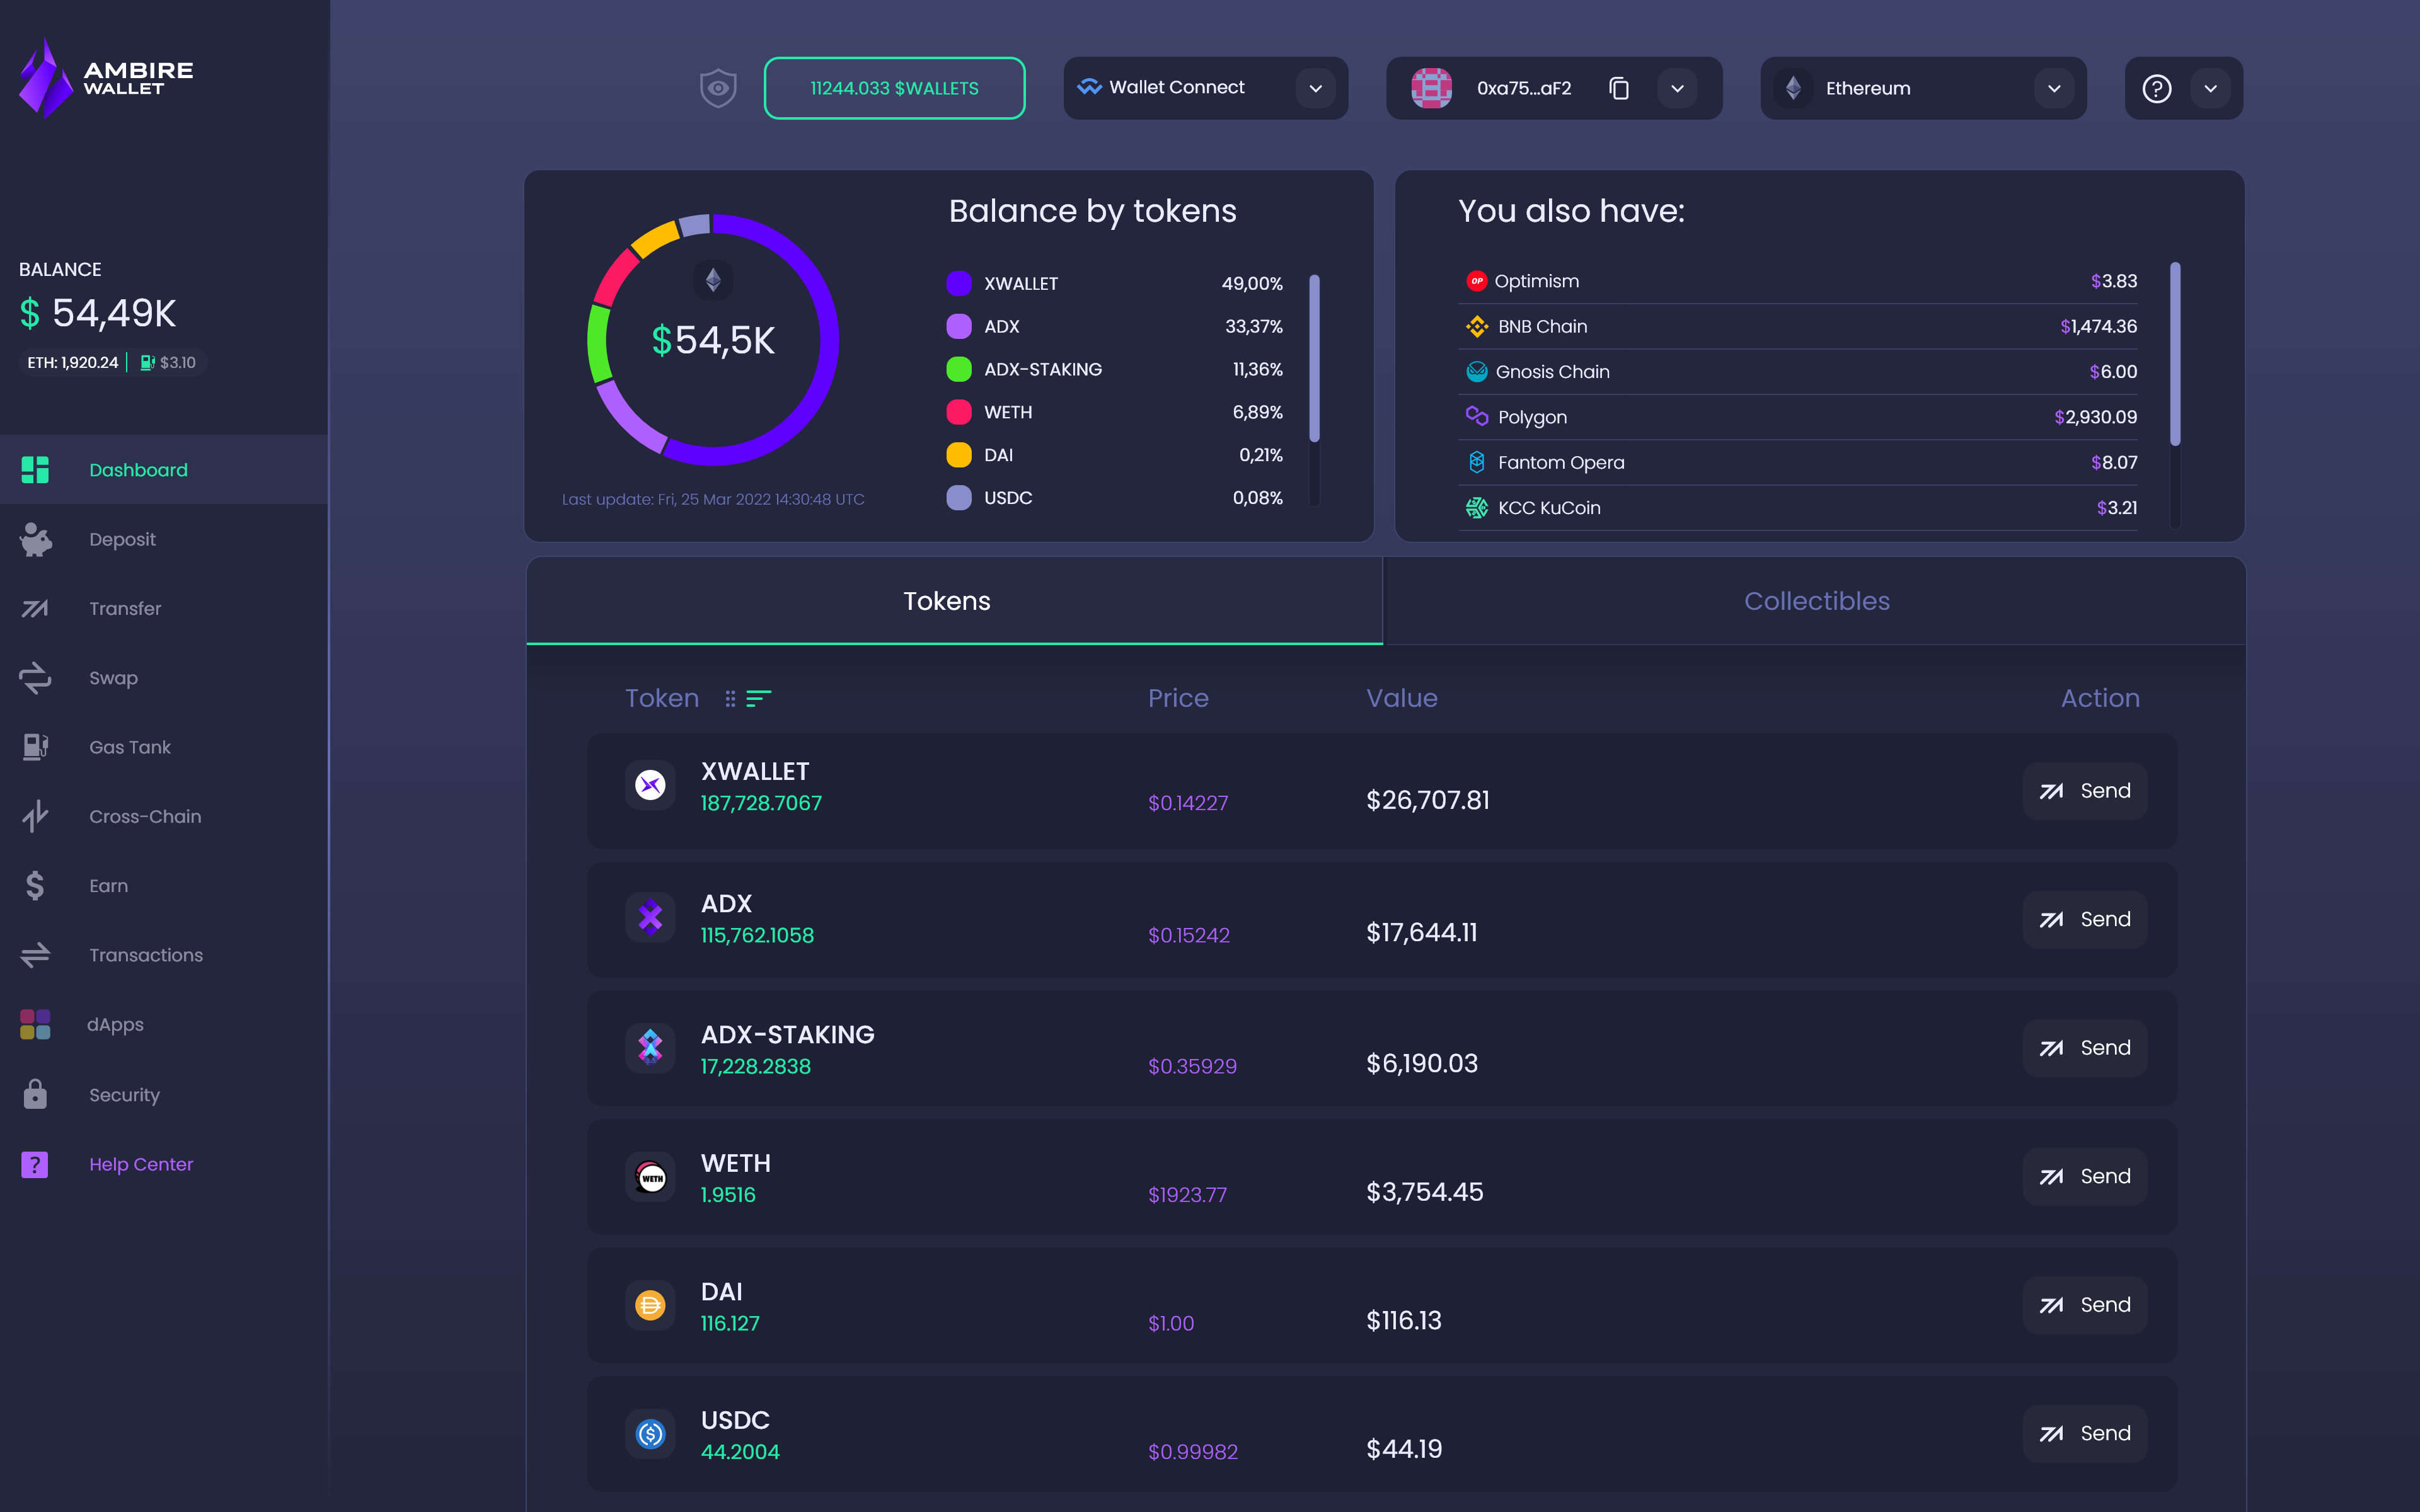 AMBIRE
WALLET
11244.033 $WALLETS
Wallet Connect
0xa75...aF2
Ethereum
?
BALANCE
$ 54,49K
ETH: 1,920.24 $3.10
Dashboard
Deposit
Transfer
Swap
Gas Tank
Cross-Chain
Earn
Transactions
dApps
Security
? Help Center
$54,5K
Last update: Fri, 25 Mar 2022 14:30:48 UTC
Balance by tokens
XWALLET 49,00%
ADX 33,37%
ADX-STAKING 11,36%
WETH 6,89%
DAI 0,21%
USDC 0,08%
You also have:
OP Optimism $3.83
BNB Chain $1,474.36
Gnosis Chain $6.00
Polygon $2,930.09
Fantom Opera $8.07
KCC KuCoin $3.21
Tokens
Collectibles
Token Price Value Action
XWALLET
187,728.7067 $0.14227 $26,707.81 Send
ADX
115,762.1058 $0.15242 $17,644.11 Send
ADX-STAKING
17,228.2838 $0.35929 $6,190.03 Send
WETH
WETH
1.9516 $1923.77 $3,754.45 Send
DAI
116.127 $1.00 $116.13 Send
USDC
44.2004 $0.99982 $44.19 Send